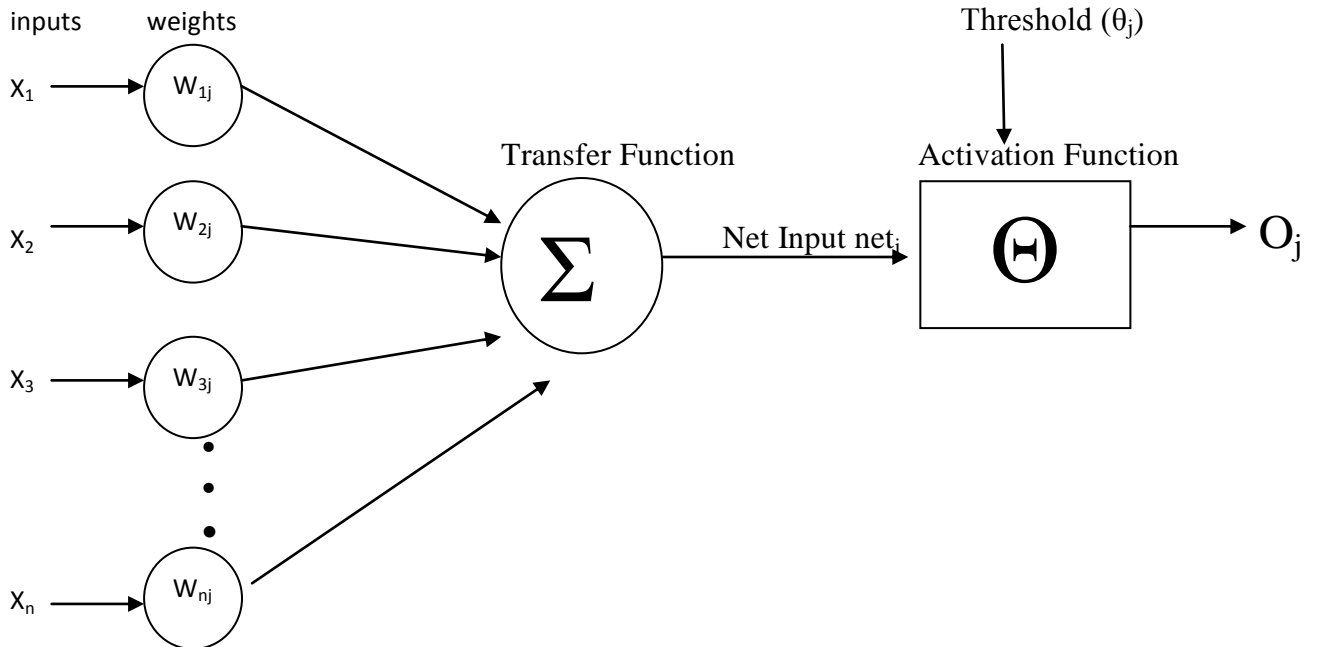 inputs weights Threshold (θⱼ)
X₁ W₁ⱼ
Transfer Function Activation Function
X₂ W₂ⱼ
Σ Net Input netⱼ Θ Oⱼ
X₃ W₃ⱼ
Xₙ Wₙⱼ